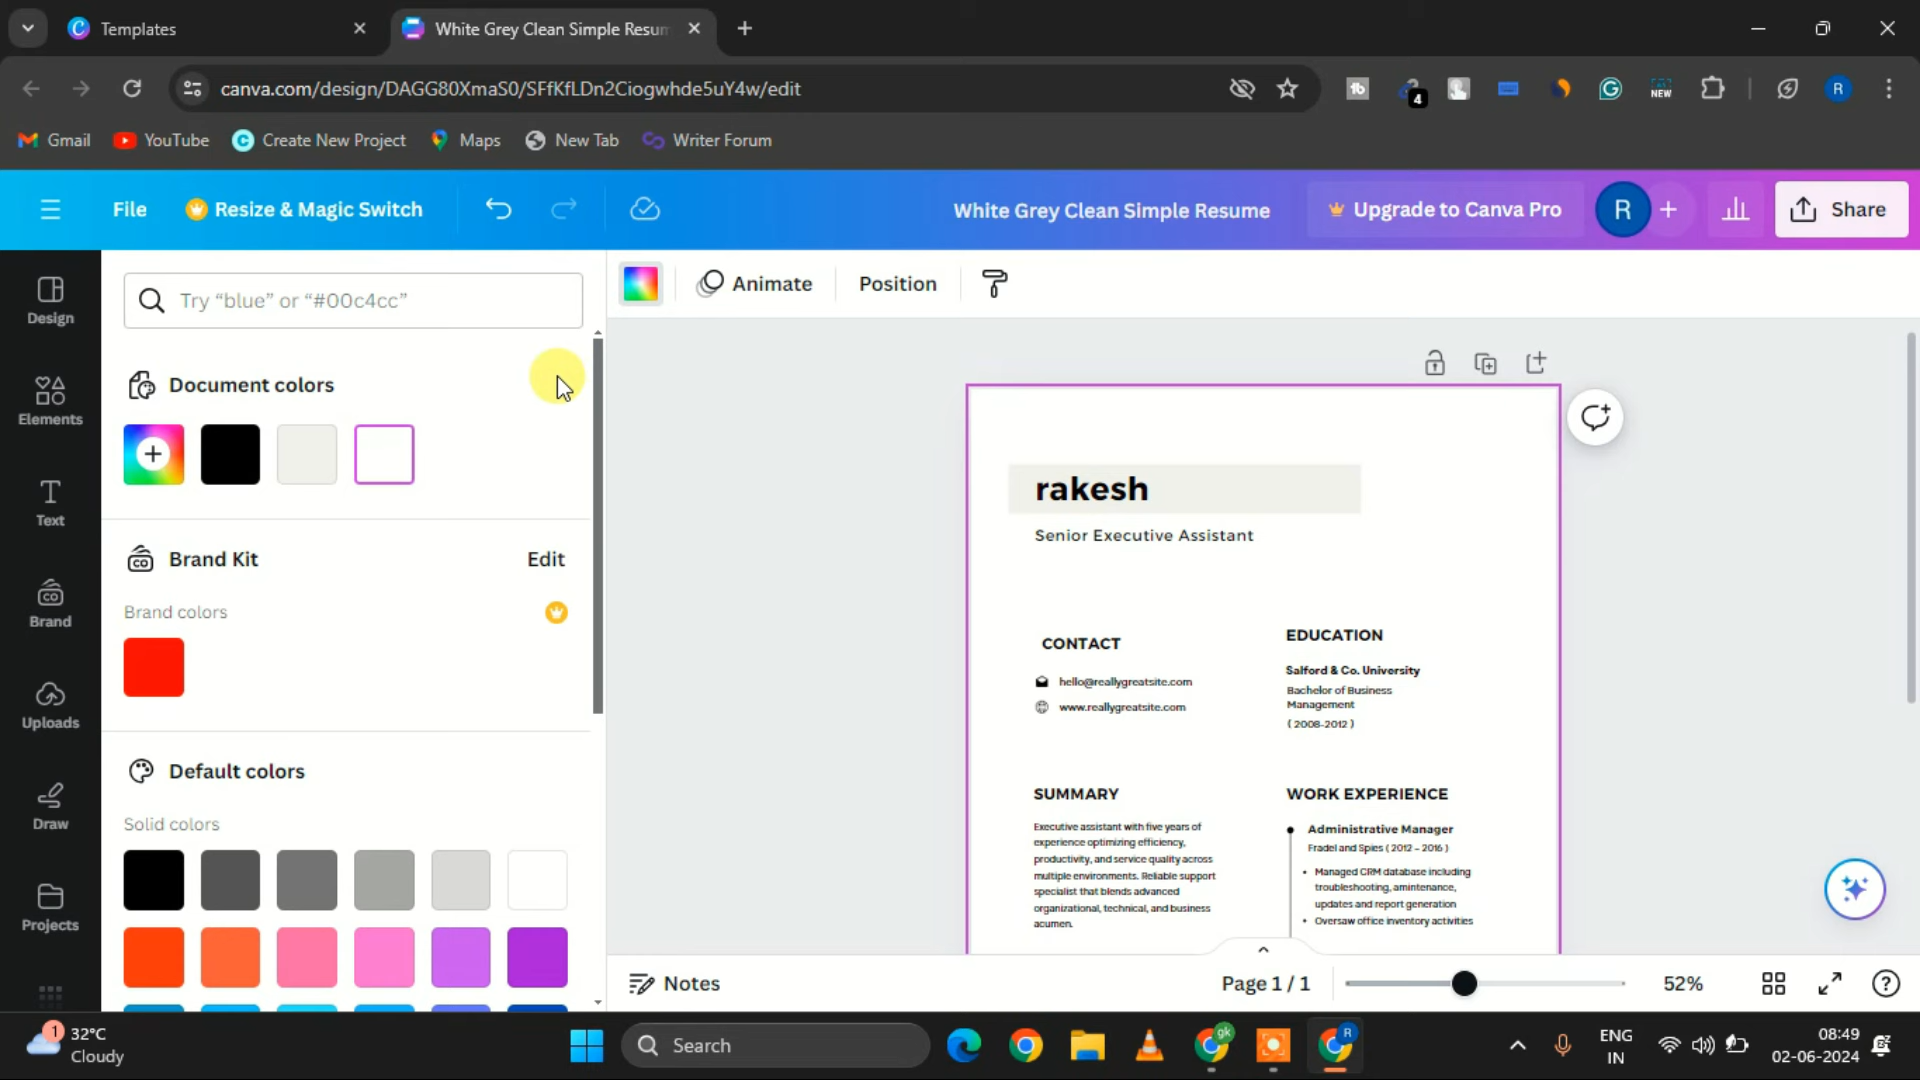 Templates
White Grey Clean Simple Resum
canva.com/design/DAGG80XmaS0/SFfKfLDn2Ciogwhde5uY4w/edit
4
NEW
R
Gmail
YouTube
Create New Project
Maps
New Tab
Writer Forum
File
Resize & Magic Switch
White Grey Clean Simple Resume
Upgrade to Canva Pro
R
Share
Design
Elements
Text
Brand
Uploads
Draw
Projects
Try “blue” or “#00c4cc”
Document colors
Brand Kit
Edit
Brand colors
Default colors
Solid colors
Animate
Position
rakesh
Senior Executive Assistant
CONTACT
hello@reallygreatsite.com
www.reallygreatsite.com
EDUCATION
Salford & Co. University
Bachelor of Business
Management
( 2008-2012 )
SUMMARY
Executive assistant with five years of
experience optimizing efficiency,
productivity, and service quality across
multiple environments. Reliable support
specialist that blends advanced
organizational, technical, and business
acumen.
WORK EXPERIENCE
Administrative Manager
Fradel and Spies ( 2012 – 2016 )
• Managed CRM database including
troubleshooting, amintenance,
updates and report generation
• Oversaw office inventory activities
Notes
Page 1 / 1
52%
1
32°C
Cloudy
Search
gk
R
ENG
IN
08:49
02-06-2024